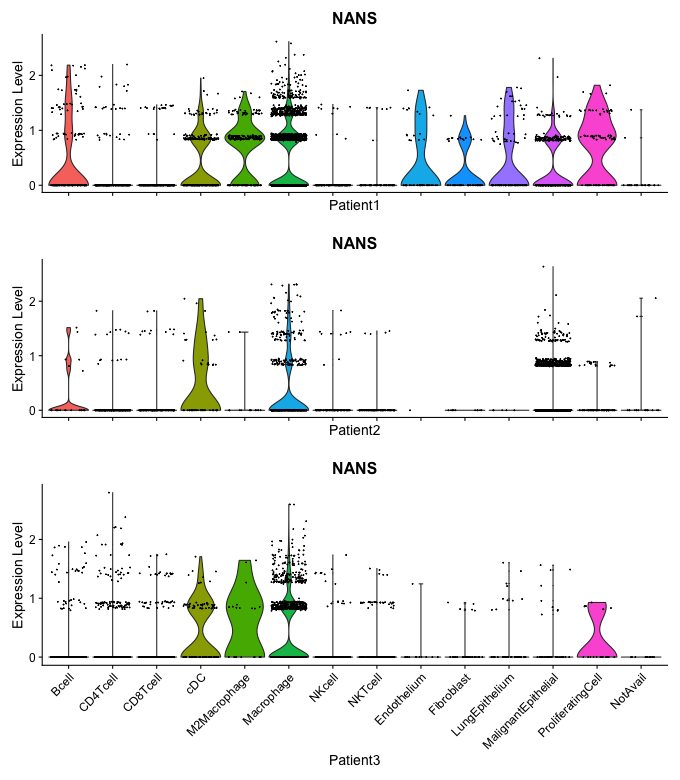 NANS
Expression Level
2
1
0
Patient1
NANS
Expression Level
2
1
0
Patient2
NANS
Expression Level
2
1
0
Bcell
CD4Tcell
CD8Tcell
cDC
M2Macrophage
Macrophage
NKcell
NKTcell
Endothelium
Fibroblast
LungEpithelium
MalignantEpithelial
ProliferatingCell
NotAvail
Patient3